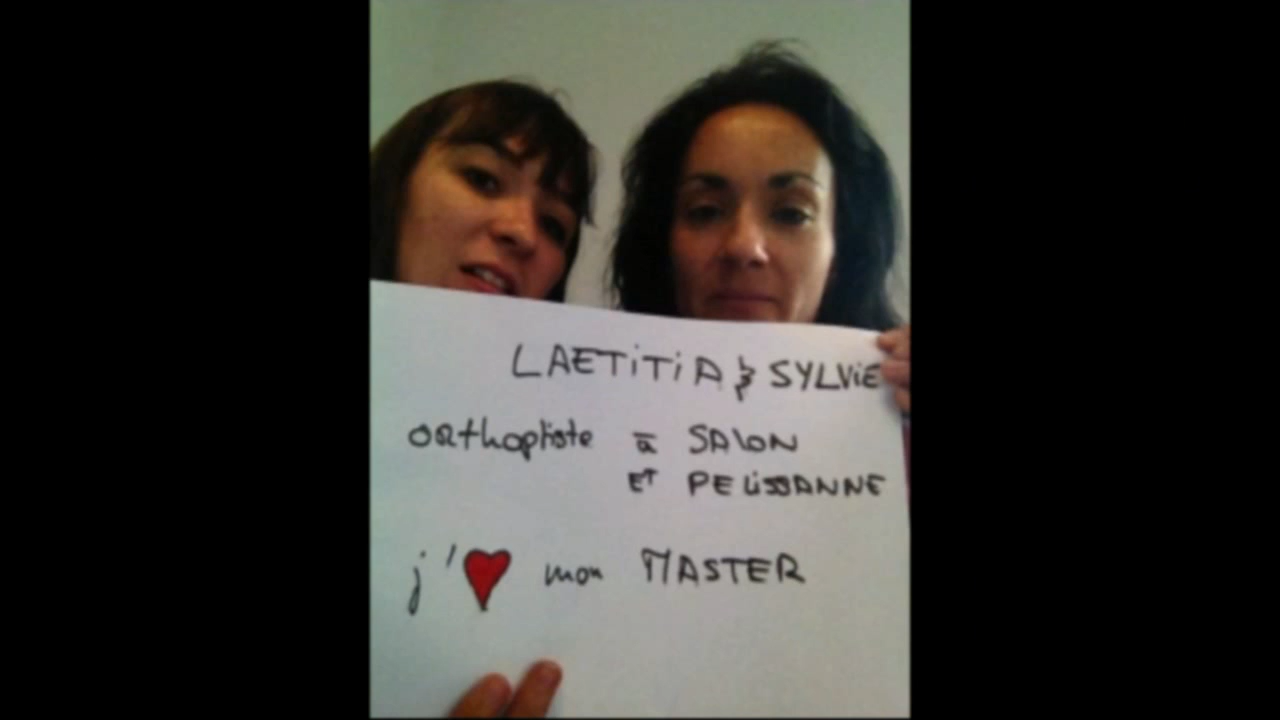 LAETiTiA & SYLViE
ORthoptiste à SALON
ET PELiSSANNE
j'♥ mon MASTER